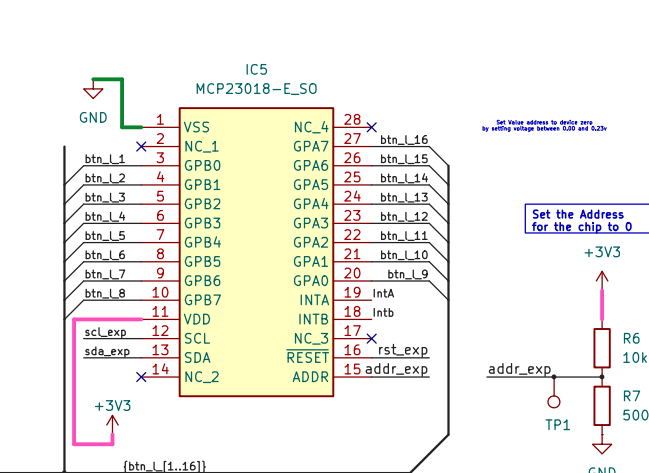 IC5
MCP23018-E_SO
GND
1 VSS NC_4 28
2 NC_1 GPA7 27 btn_l_16
btn_l_1 3 GPB0 GPA6 26 btn_l_15
btn_l_2 4 GPB1 GPA5 25 btn_l_14
btn_l_3 5 GPB2 GPA4 24 btn_l_13
btn_l_4 6 GPB3 GPA3 23 btn_l_12
btn_l_5 7 GPB4 GPA2 22 btn_l_11
btn_l_6 8 GPB5 GPA1 21 btn_l_10
btn_l_7 9 GPB6 GPA0 20 btn_l_9
btn_l_8 10 GPB7 INTA 19 IntA
11 VDD INTB 18 Intb
scl_exp 12 SCL NC_3 17
sda_exp 13 SDA RESET 16 rst_exp
14 NC_2 ADDR 15 addr_exp
+3V3
{btn_l_[1..16]}
Set Value address to device zero
by setting voltage between 0.00 and 0.23v
Set the Address
for the chip to 0
+3V3
R6
10k
addr_exp
TP1
R7
500
GND